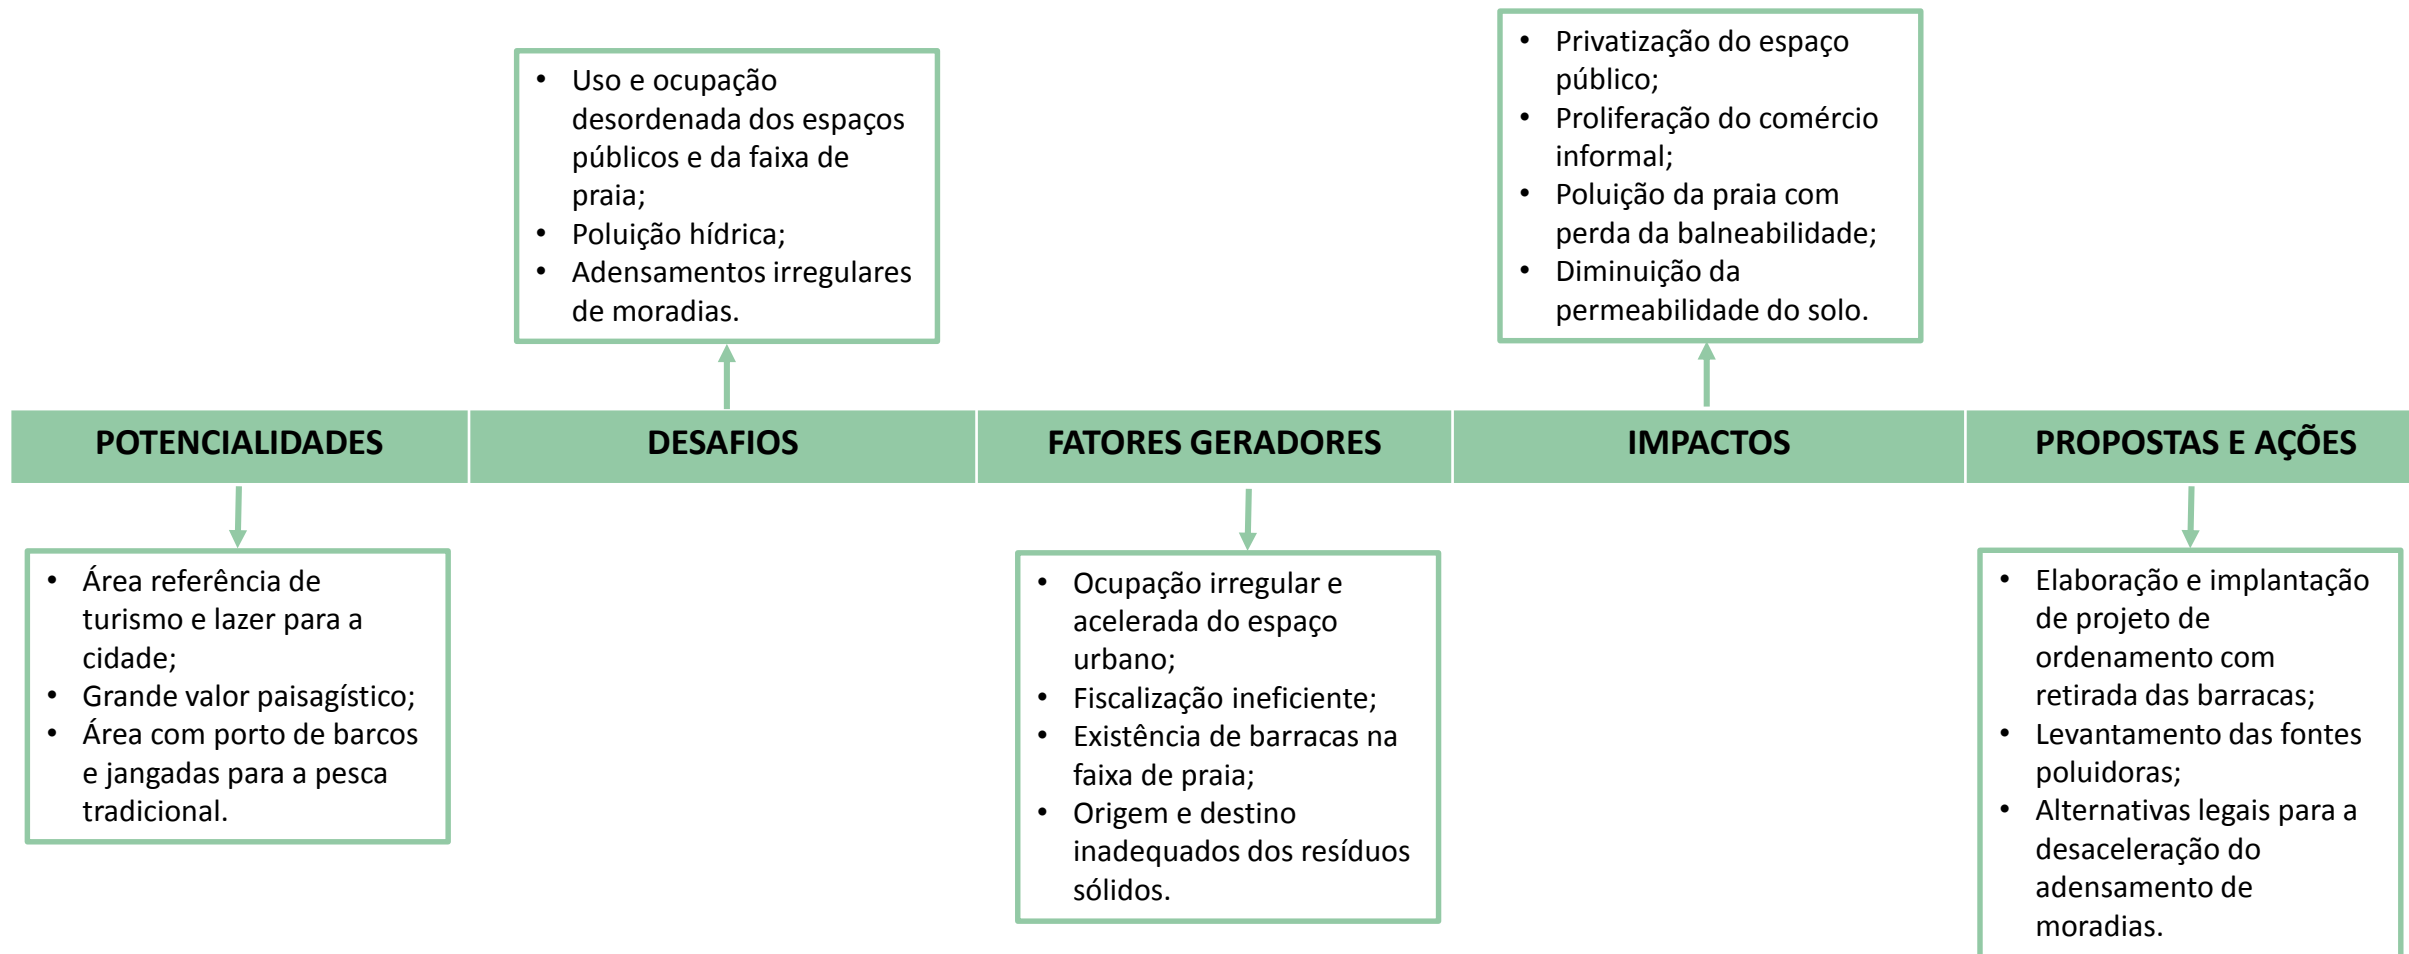 • Uso e ocupação
desordenada dos espaços
públicos e da faixa de
praia;
• Poluição hídrica;
• Adensamentos irregulares
de moradias.
• Privatização do espaço
público;
• Proliferação do comércio
informal;
• Poluição da praia com
perda da balneabilidade;
• Diminuição da
permeabilidade do solo.
POTENCIALIDADES
DESAFIOS
FATORES GERADORES
IMPACTOS
PROPOSTAS E AÇÕES
• Área referência de
turismo e lazer para a
cidade;
• Grande valor paisagístico;
• Área com porto de barcos
e jangadas para a pesca
tradicional.
• Ocupação irregular e
acelerada do espaço
urbano;
• Fiscalização ineficiente;
• Existência de barracas na
faixa de praia;
• Origem e destino
inadequados dos resíduos
sólidos.
• Elaboração e implantação
de projeto de
ordenamento com
retirada das barracas;
• Levantamento das fontes
poluidoras;
• Alternativas legais para a
desaceleração do
adensamento de
moradias.